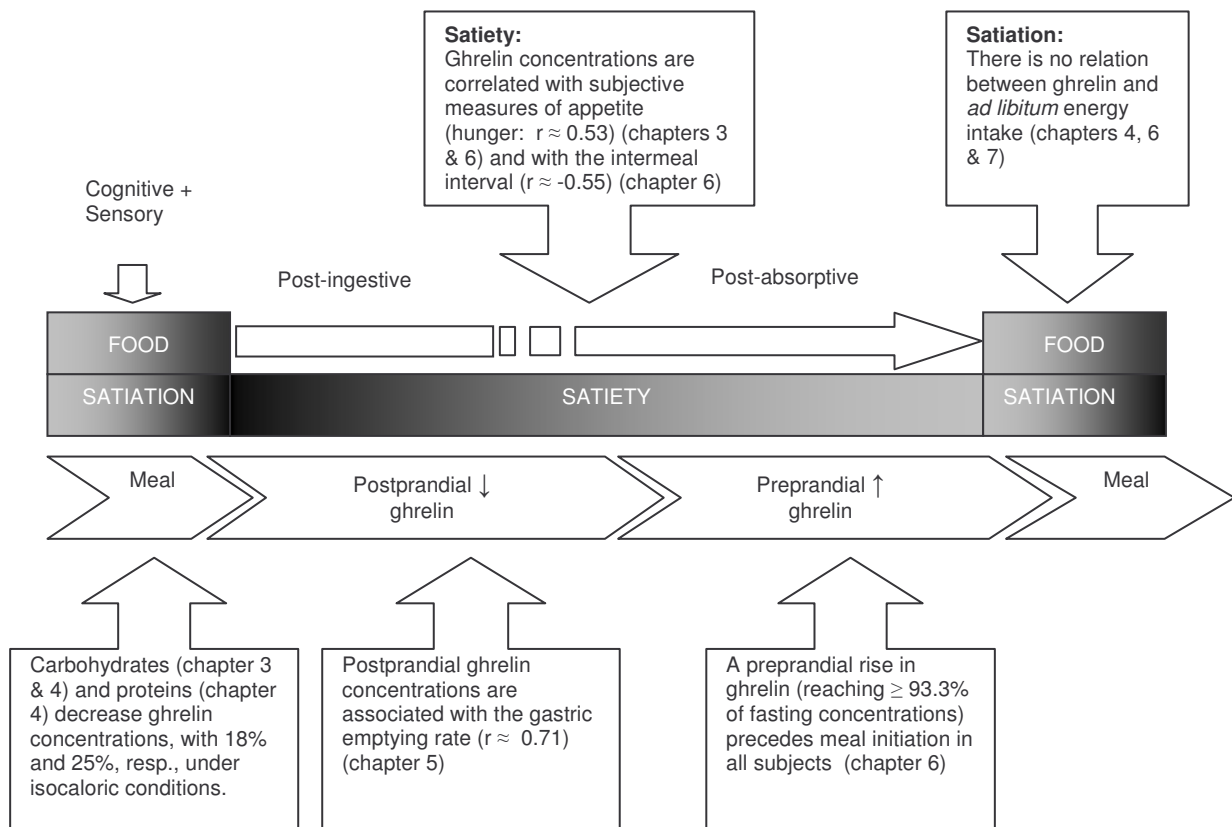 Satiety:
Ghrelin concentrations are
correlated with subjective
measures of appetite
(hunger: r ≈ 0.53) (chapters 3
& 6) and with the intermeal
interval (r ≈ -0.55) (chapter 6)
Satiation:
There is no relation
between ghrelin and
ad libitum energy
intake (chapters 4, 6
& 7)
Cognitive +
Sensory
Post-ingestive
Post-absorptive
FOOD
FOOD
SATIATION
SATIETY
SATIATION
Meal
Postprandial ↓
ghrelin
Preprandial ↑
ghrelin
Meal
Carbohydrates (chapter 3
& 4) and proteins (chapter
4) decrease ghrelin
concentrations, with 18%
and 25%, resp., under
isocaloric conditions.
Postprandial ghrelin
concentrations are
associated with the gastric
emptying rate (r ≈ 0.71)
(chapter 5)
A preprandial rise in
ghrelin (reaching ≥ 93.3%
of fasting concentrations)
precedes meal initiation in
all subjects (chapter 6)